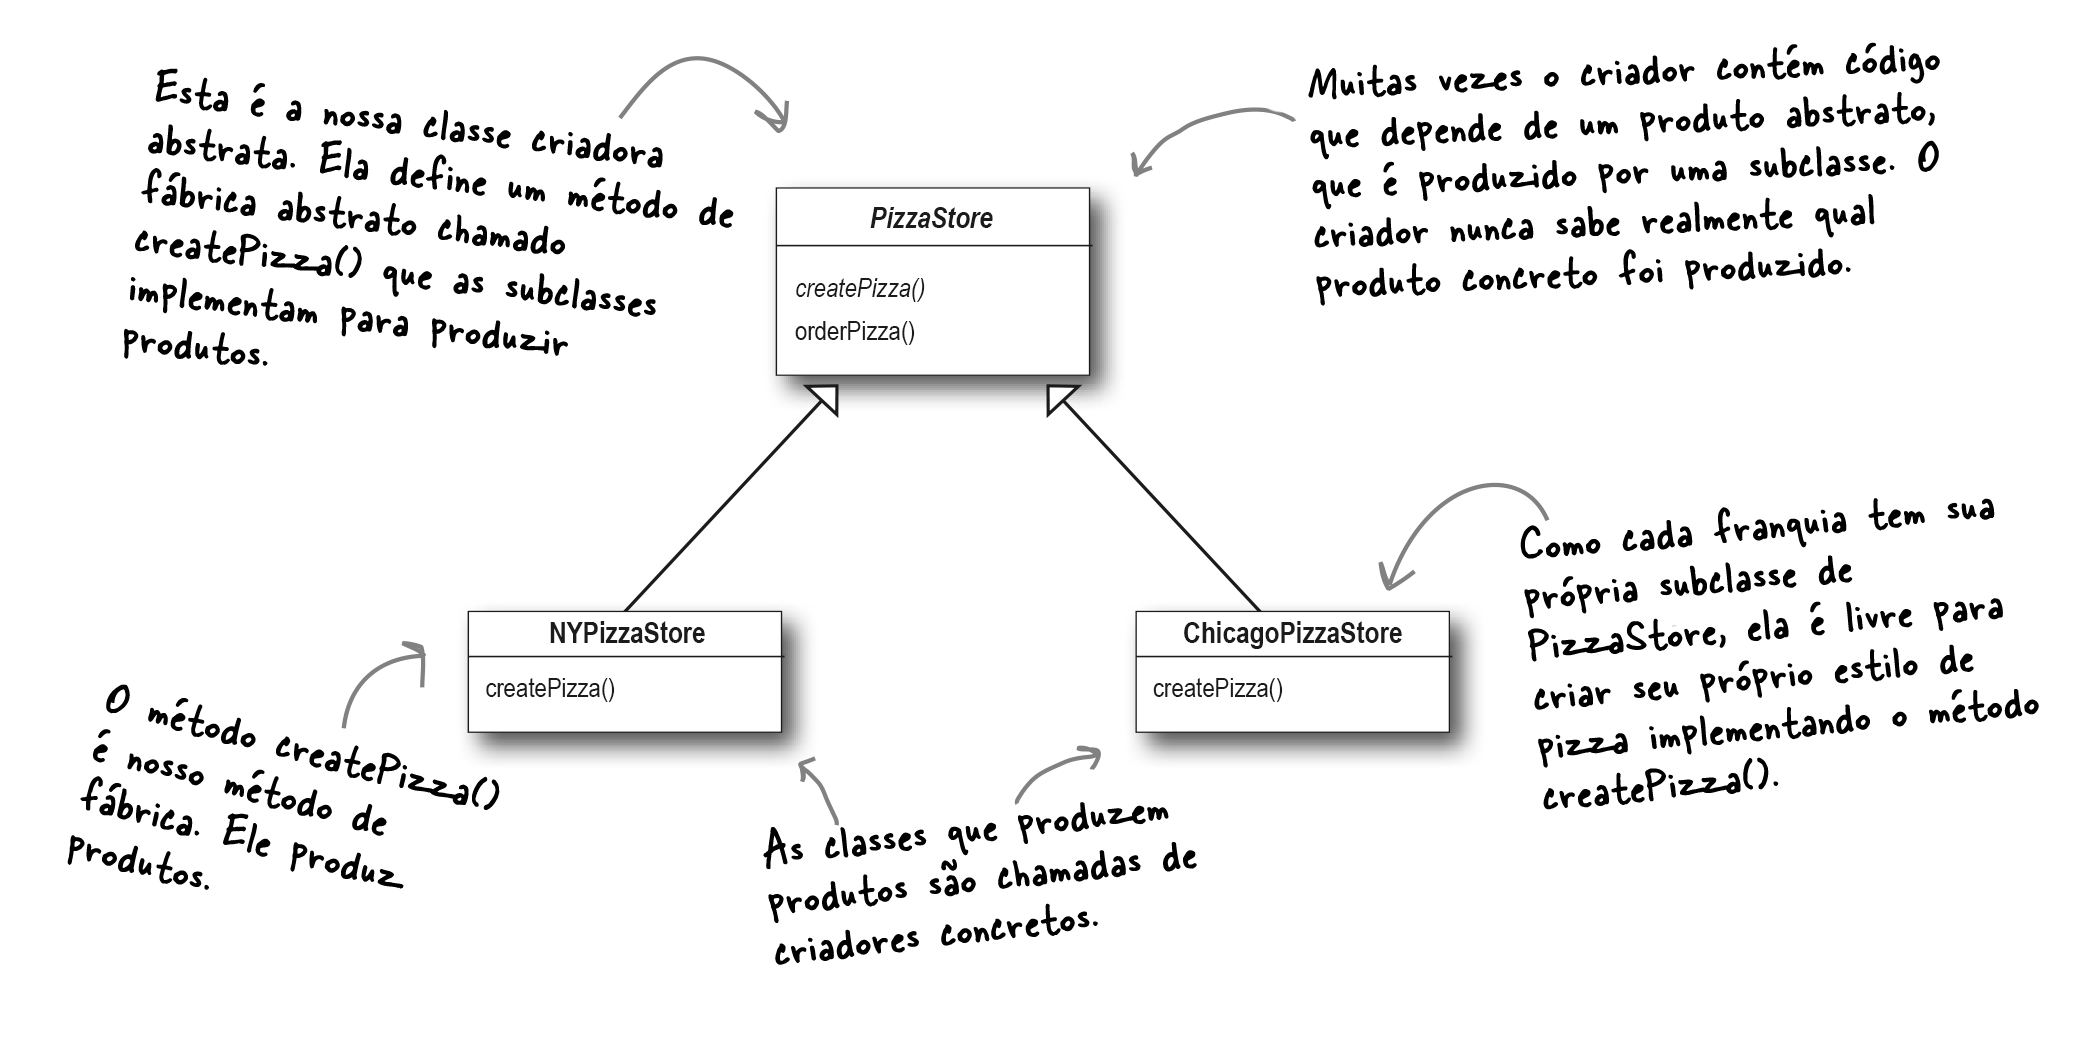 Esta é a nossa classe criadora
abstrata. Ela define um método de
fábrica abstrato chamado
createPizza() que as subclasses
implementam para produzir
produtos.
Muitas vezes o criador contém código
que depende de um produto abstrato,
que é produzido por uma subclasse. O
criador nunca sabe realmente qual
produto concreto foi produzido.
PizzaStore
createPizza()
orderPizza()
NYPizzaStore
createPizza()
ChicagoPizzaStore
createPizza()
Como cada franquia tem sua
própria subclasse de
PizzaStore, ela é livre para
criar seu próprio estilo de
pizza implementando o método
createPizza().
O método createPizza()
é nosso método de
fábrica. Ele produz
produtos.
As classes que produzem
produtos são chamadas de
criadores concretos.